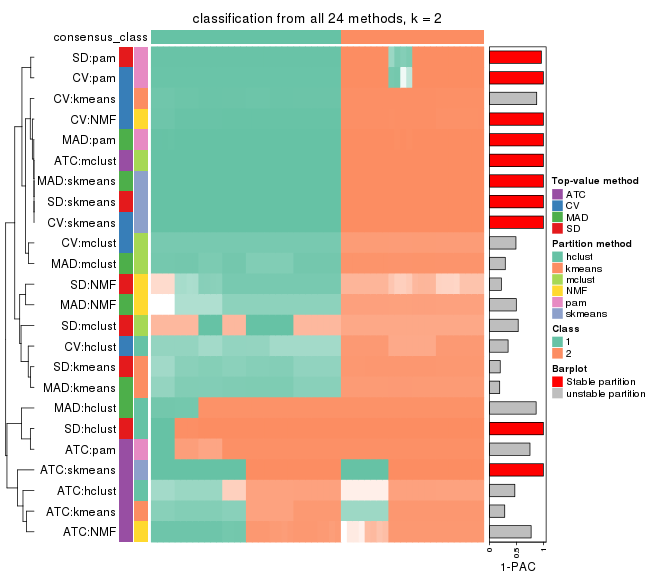 classification from all 24 methods, k = 2
consensus_class
SD:pam
CV:pam
CV:kmeans
CV:NMF
MAD:pam
ATC:mclust
MAD:skmeans
SD:skmeans
CV:skmeans
CV:mclust
MAD:mclust
SD:NMF
MAD:NMF
SD:mclust
CV:hclust
SD:kmeans
MAD:kmeans
MAD:hclust
SD:hclust
ATC:pam
ATC:skmeans
ATC:hclust
ATC:kmeans
ATC:NMF
0
0.5
1
1-PAC
Top-value method
ATC
CV
MAD
SD
Partition method
hclust
kmeans
mclust
NMF
pam
skmeans
Class
1
2
Barplot
Stable partition
unstable partition